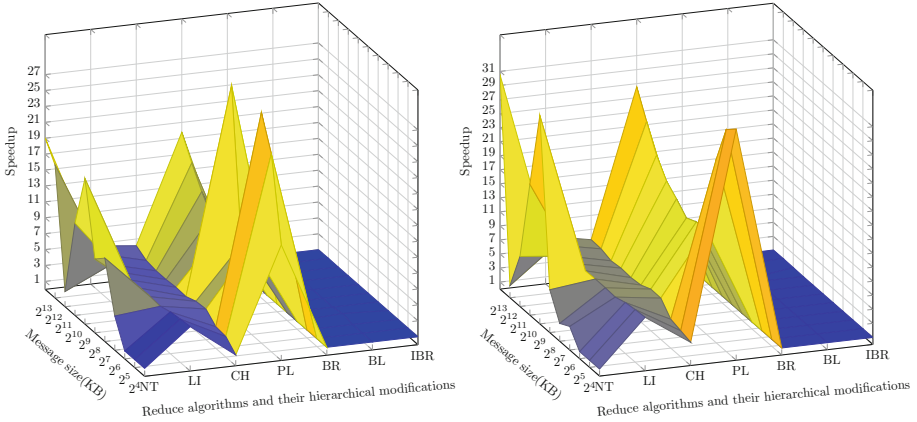 Speedup
27
25
23
21
19
17
15
13
11
9
7
5
3
1
2^13
2^12
2^11
2^10
2^9
2^8
2^7
2^6
2^5
2^4
Message size(KB)
NT
LI
CH
PL
BR
BL
IBR
Reduce algorithms and their hierarchical modifications
Speedup
31
29
27
25
23
21
19
17
15
13
11
9
7
5
3
1
2^13
2^12
2^11
2^10
2^9
2^8
2^7
2^6
2^5
2^4
Message size(KB)
NT
LI
CH
PL
BR
BL
IBR
Reduce algorithms and their hierarchical modifications